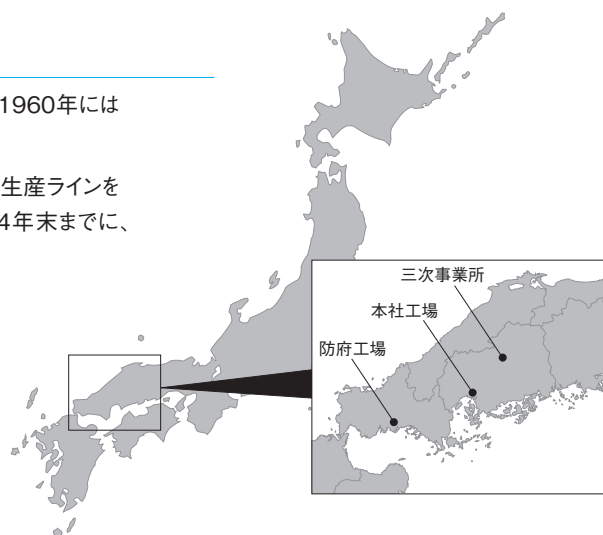 1960年には
生産ラインを
4年末までに、
三次事業所
本社工場
防府工場